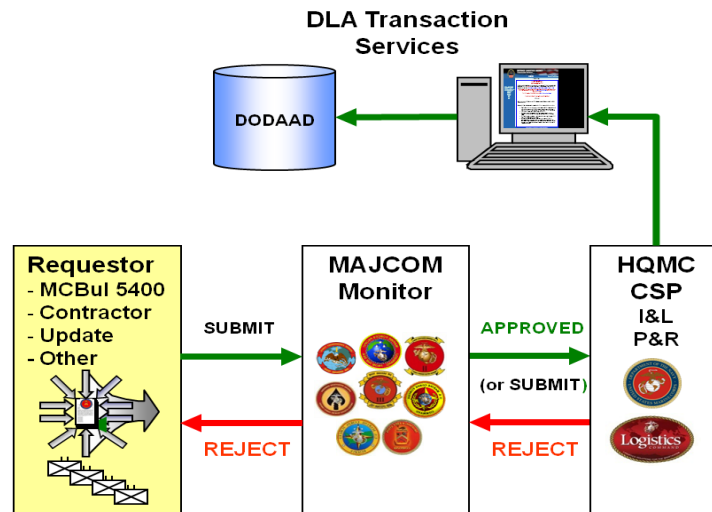 DLA Transaction
Services
DODAAD
Requestor
- MCBul 5400
- Contractor
- Update
- Other
SUBMIT
REJECT
MAJCOM
Monitor
APPROVED
(or SUBMIT)
REJECT
HQMC
CSP
I&L
P&R
Logistics
COMMAND